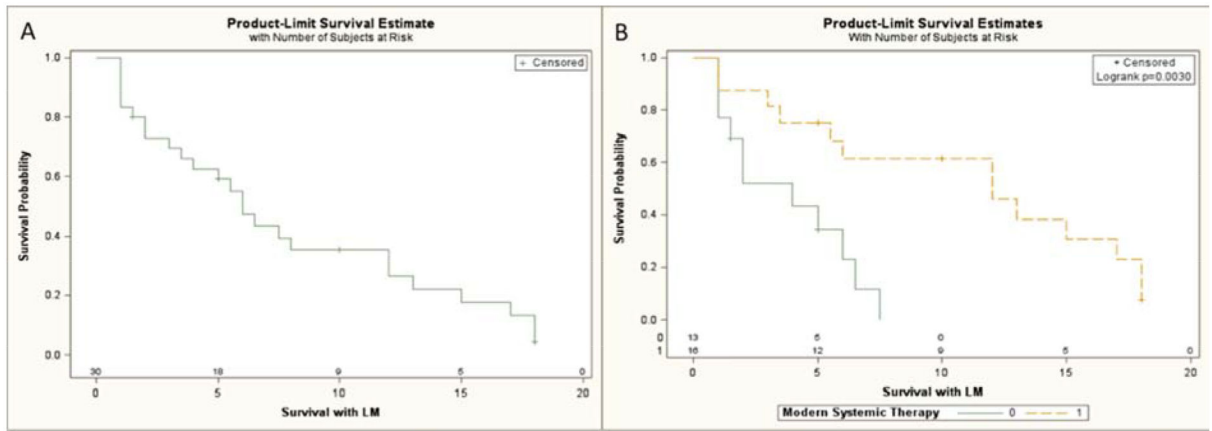 A
Product-Limit Survival Estimate
with Number of Subjects at Risk
+ Censored
1.0
0.8
0.6
0.4
0.2
0.0
Survival Probability
30 18 9 5 0
0 5 10 15 20
Survival with LM
B
Product-Limit Survival Estimates
With Number of Subjects at Risk
+ Censored
Logrank p=0.0030
1.0
0.8
0.6
0.4
0.2
0.0
Survival Probability
0 13 5 0
1 16 12 9 5 0
0 5 10 15 20
Survival with LM
Modern Systemic Therapy 0 1